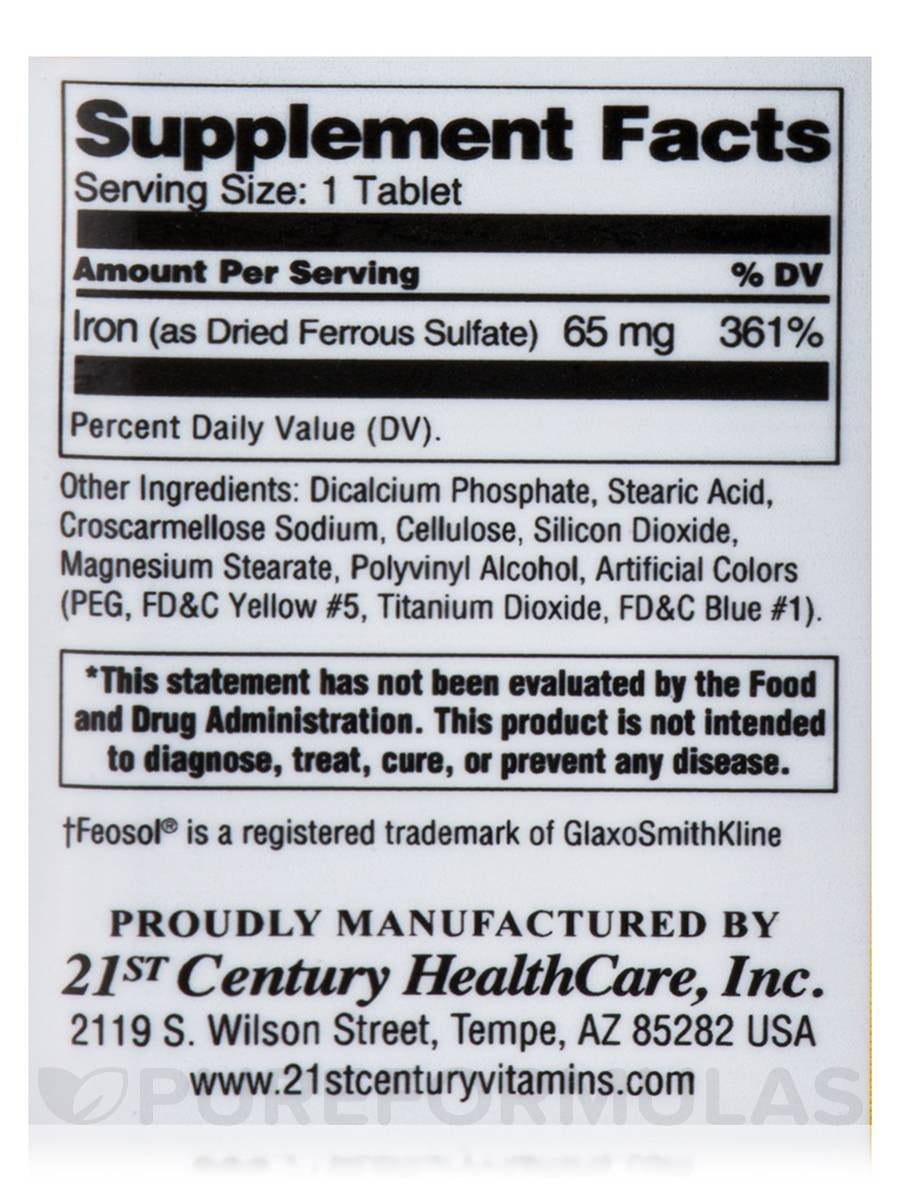 Supplement Facts
Serving Size: 1 Tablet
Amount Per Serving % DV
Iron (as Dried Ferrous Sulfate) 65 mg 361%
Percent Daily Value (DV).
Other Ingredients: Dicalcium Phosphate, Stearic Acid,
Croscarmellose Sodium, Cellulose, Silicon Dioxide,
Magnesium Stearate, Polyvinyl Alcohol, Artificial Colors
(PEG, FD&C Yellow #5, Titanium Dioxide, FD&C Blue #1).
*This statement has not been evaluated by the Food
and Drug Administration. This product is not intended
to diagnose, treat, cure, or prevent any disease.
†Feosol® is a registered trademark of GlaxoSmithKline
PROUDLY MANUFACTURED BY
21ST Century HealthCare, Inc.
2119 S. Wilson Street, Tempe, AZ 85282 USA
www.21stcenturyvitamins.com
PUREFORMULAS